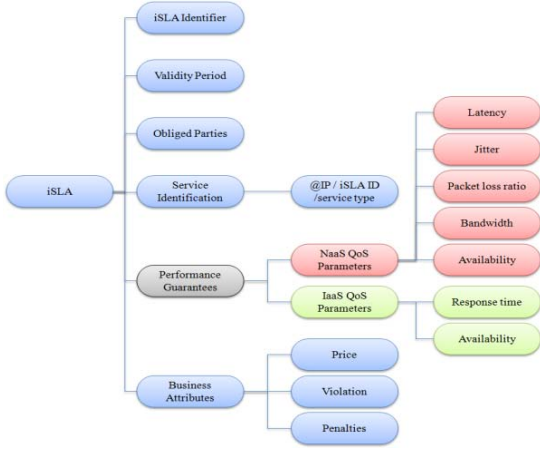 iSLA Identifier
Validity Period
Obliged Parties
iSLA
Service
Identification
@IP / iSLA ID
/service type
Performance
Guarantees
NaaS QoS
Parameters
Latency
Jitter
Packet loss ratio
Bandwidth
Availability
IaaS QoS
Parameters
Response time
Availability
Business
Attributes
Price
Violation
Penalties